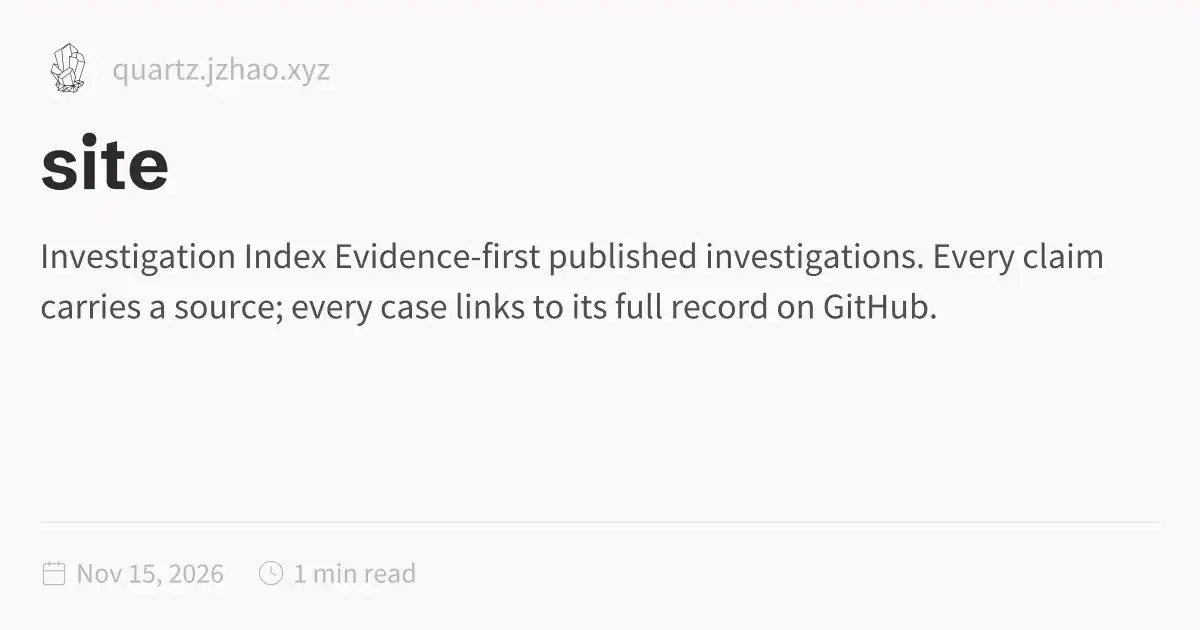 quartz.jzhao.xyz
site
Investigation Index Evidence-first published investigations. Every claim
carries a source; every case links to its full record on GitHub.
Nov 15, 2026 1 min read